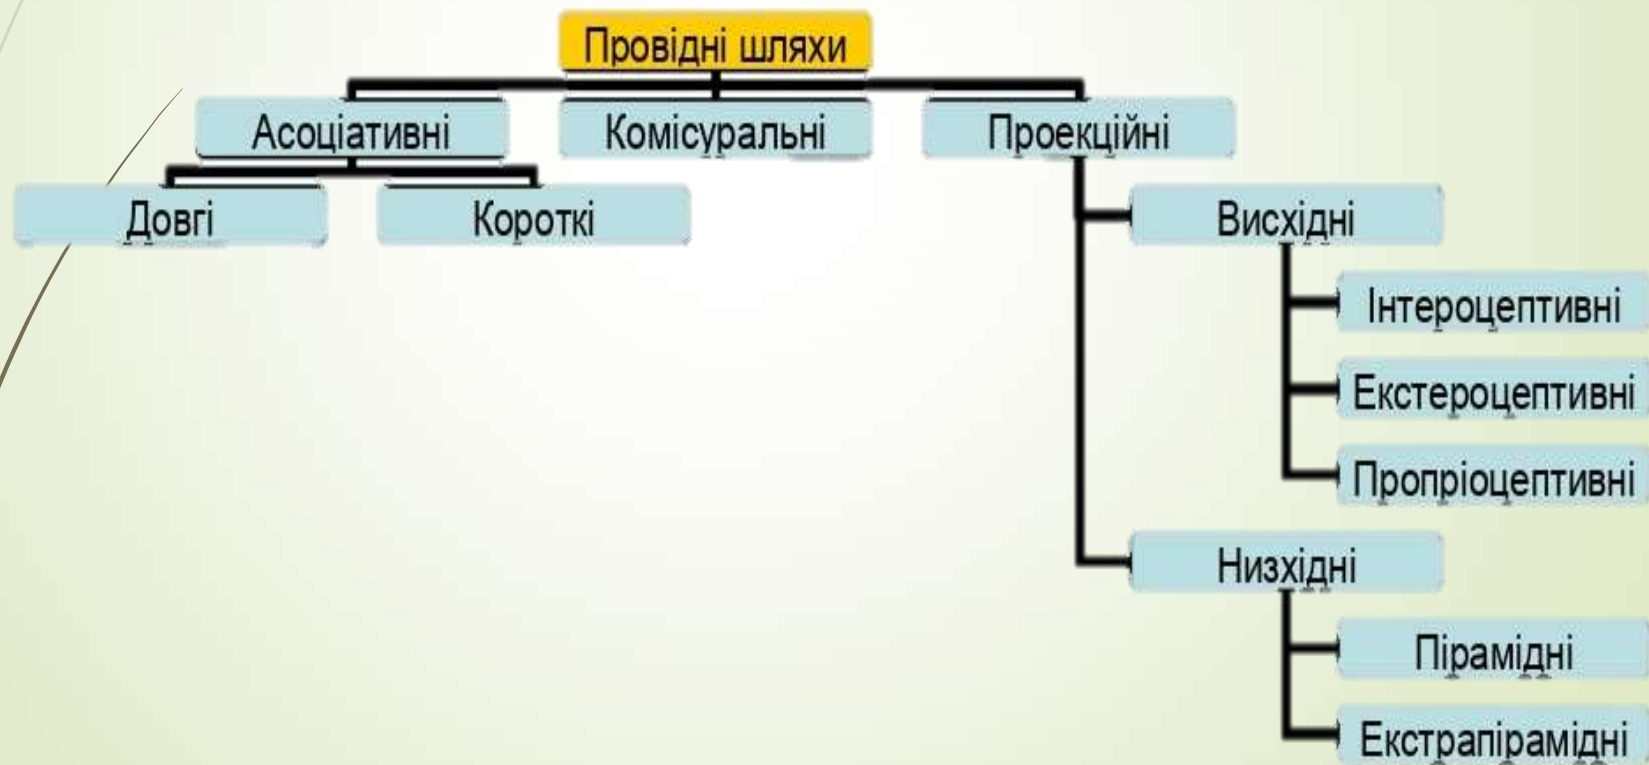 Провідні шляхи
Асоціативні
Комісуральні
Проекційні
Довгі
Короткі
Висхідні
Інтероцептивні
Екстероцептивні
Пропріоцептивні
Низхідні
Пірамідні
Екстрапірамідні